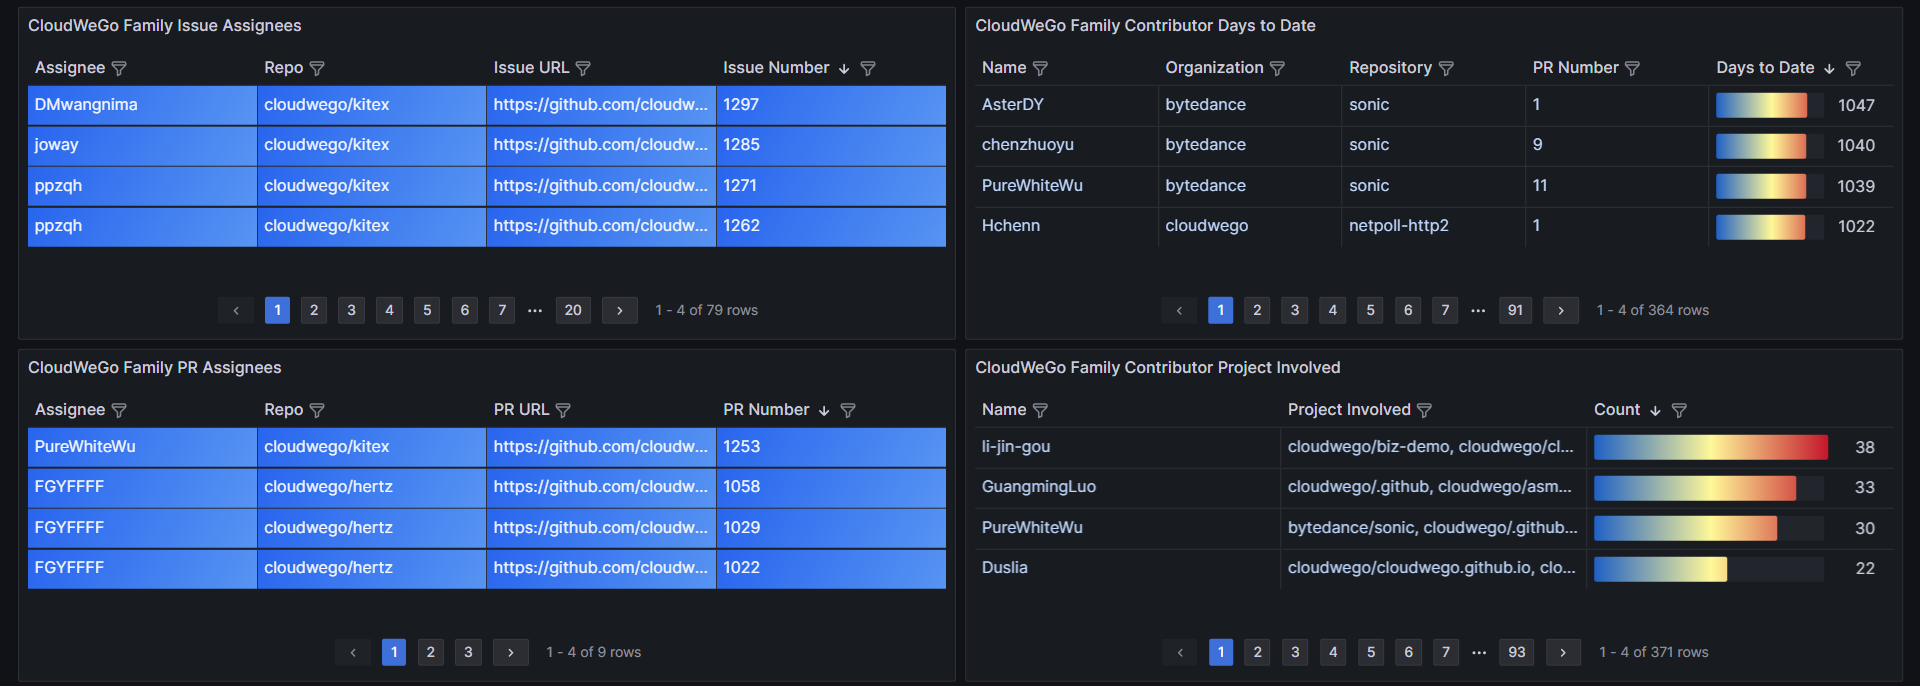 CloudWeGo Family Issue Assignees
Assignee Repo Issue URL Issue Number
DMwangnima cloudwego/kitex https://github.com/cloudw... 1297
joway cloudwego/kitex https://github.com/cloudw... 1285
ppzqh cloudwego/kitex https://github.com/cloudw... 1271
ppzqh cloudwego/kitex https://github.com/cloudw... 1262
1 2 3 4 5 6 7 ... 20 1 - 4 of 79 rows
CloudWeGo Family Contributor Days to Date
Name Organization Repository PR Number Days to Date
AsterDY bytedance sonic 1 1047
chenzhuoyu bytedance sonic 9 1040
PureWhiteWu bytedance sonic 11 1039
Hchenn cloudwego netpoll-http2 1 1022
1 2 3 4 5 6 7 ... 91 1 - 4 of 364 rows
CloudWeGo Family PR Assignees
Assignee Repo PR URL PR Number
PureWhiteWu cloudwego/kitex https://github.com/cloudw... 1253
FGYFFFF cloudwego/hertz https://github.com/cloudw... 1058
FGYFFFF cloudwego/hertz https://github.com/cloudw... 1029
FGYFFFF cloudwego/hertz https://github.com/cloudw... 1022
1 2 3 1 - 4 of 9 rows
CloudWeGo Family Contributor Project Involved
Name Project Involved Count
li-jin-gou cloudwego/biz-demo, cloudwego/cl... 38
GuangmingLuo cloudwego/.github, cloudwego/asm... 33
PureWhiteWu bytedance/sonic, cloudwego/.github... 30
Duslia cloudwego/cloudwego.github.io, clo... 22
1 2 3 4 5 6 7 ... 93 1 - 4 of 371 rows